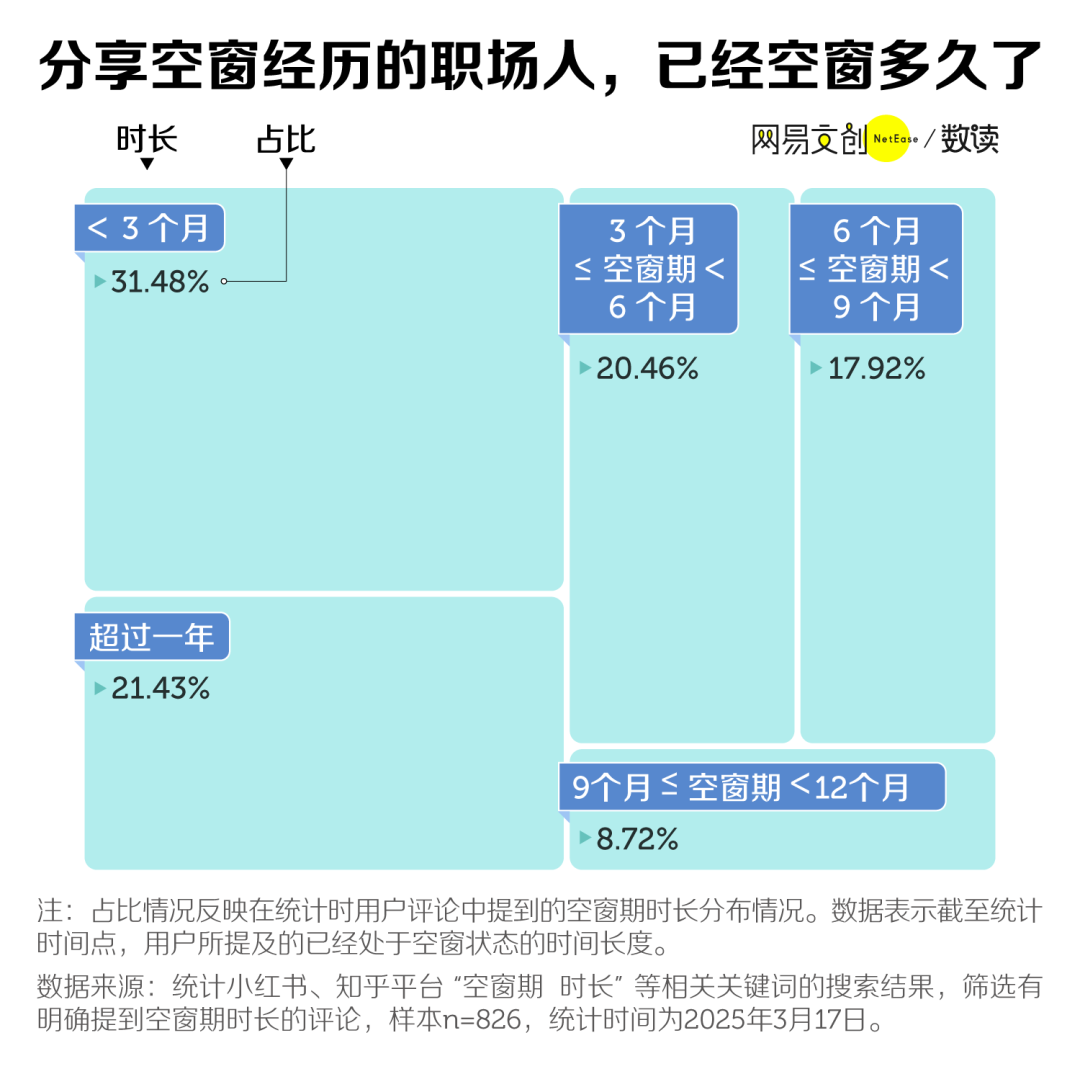 分享空窗经历的职场人，已经空窗多久了
时长
占比
网易文创 NetEase / 数读
< 3 个月
31.48%
3 个月
≤ 空窗期 <
6 个月
20.46%
6 个月
≤ 空窗期 <
9 个月
17.92%
超过一年
21.43%
9个月 ≤ 空窗期 <12个月
8.72%
注：占比情况反映在统计时用户评论中提到的空窗期时长分布情况。数据表示截至统计
时间点，用户所提及的已经处于空窗状态的时间长度。
数据来源：统计小红书、知乎平台 “空窗期 时长” 等相关关键词的搜索结果，筛选有
明确提到空窗期时长的评论，样本n=826，统计时间为2025年3月17日。